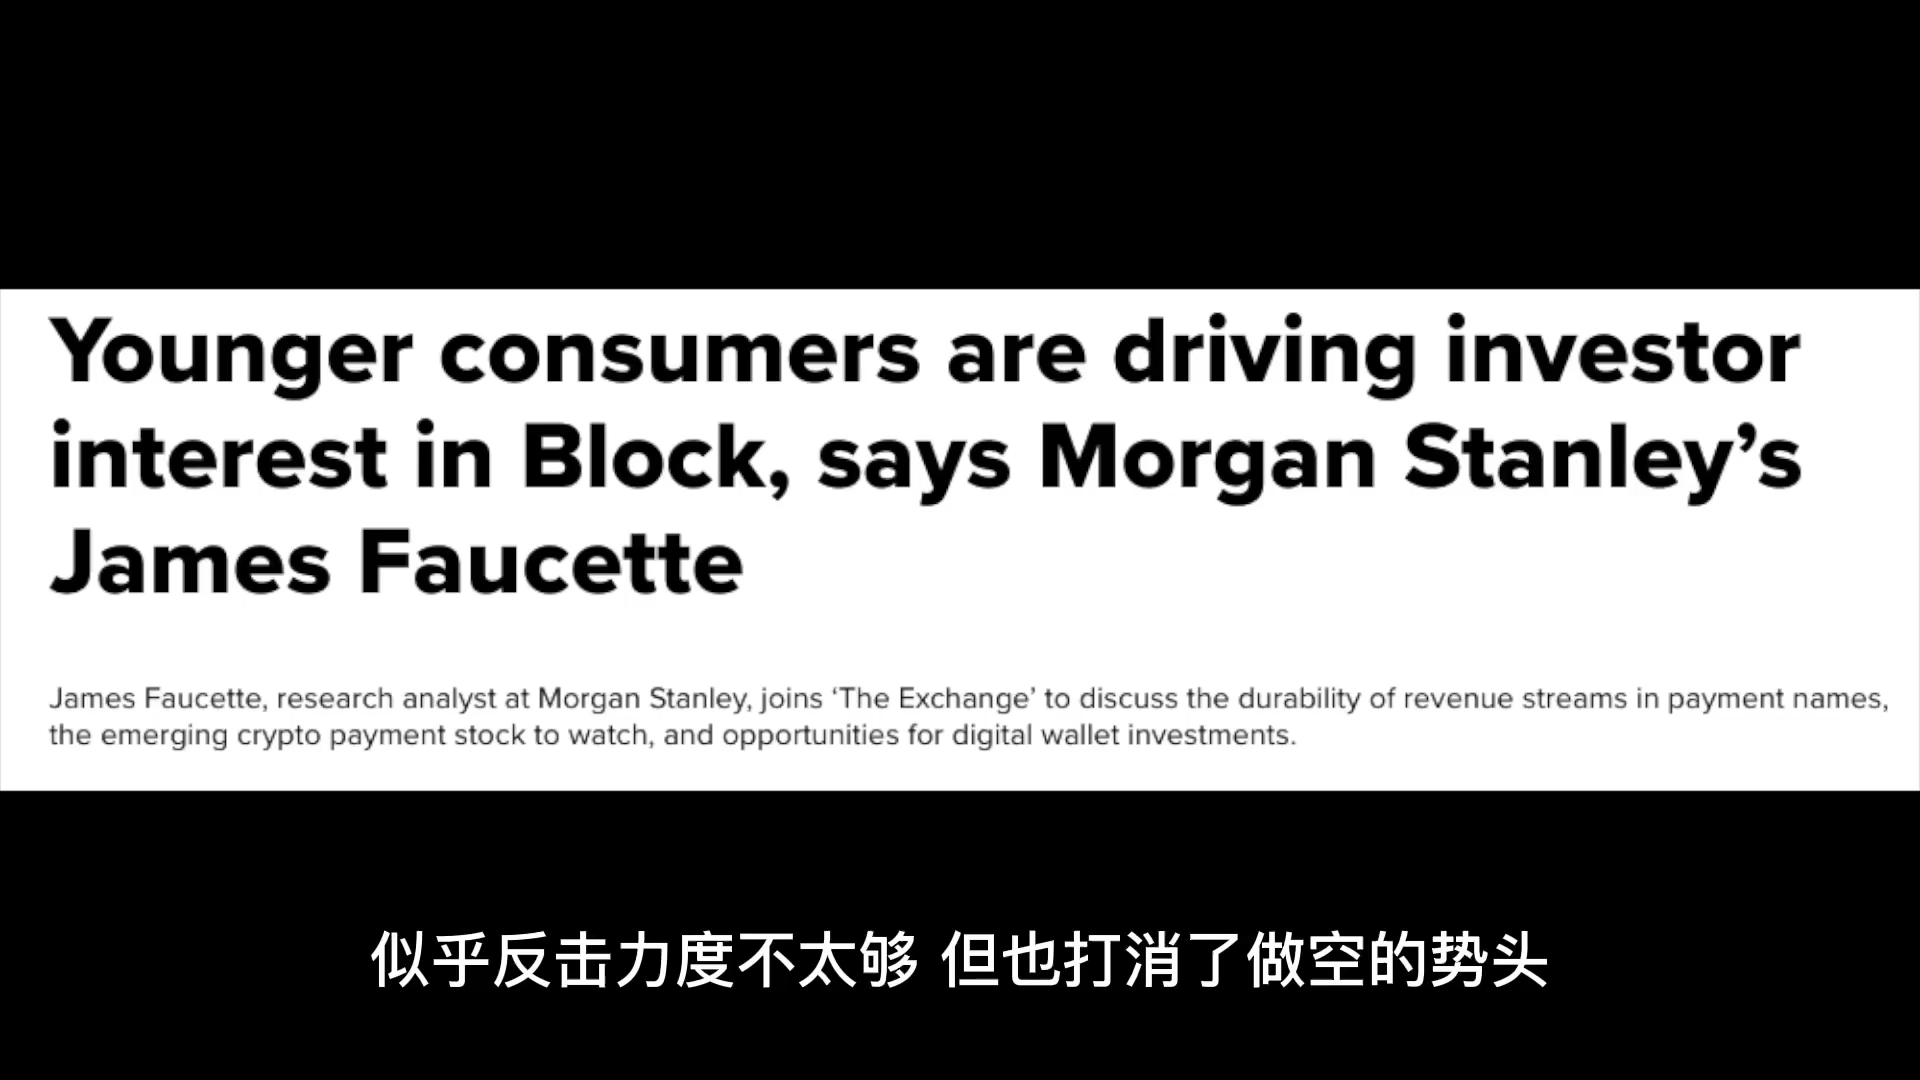 Younger consumers are driving investor
interest in Block, says Morgan Stanley’s
James Faucette
James Faucette, research analyst at Morgan Stanley, joins ‘The Exchange’ to discuss the durability of revenue streams in payment names,
the emerging crypto payment stock to watch, and opportunities for digital wallet investments.
似乎反击力度不太够 但也打消了做空的势头